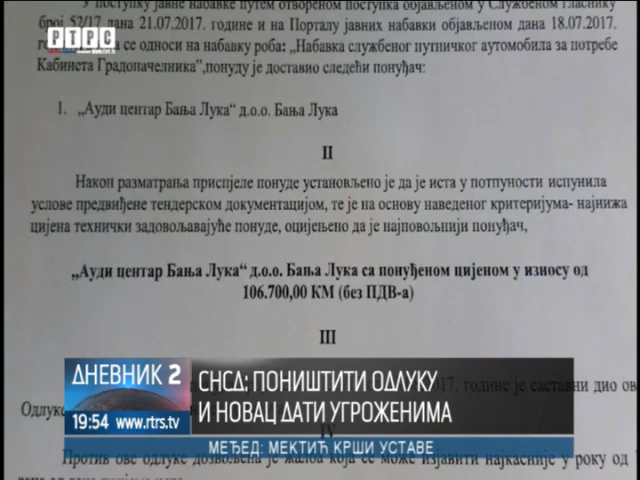 РТРС
www.rtrs.tv
У поступку јавне набавке путем отвореног поступка објављеном у Службеном гласнику
број 52/17 дана 21.07.2017. године и на Порталу јавних набавки објављеном дана 18.07.2017.
се односи на набавку роба: „Набавка службеног путничког аутомобила за потребе
Кабинета Градоначелника",понуду је доставио следећи понуђач:
1. „Ауди центар Бања Лука" д.о.о. Бања Лука
II
Након разматрања приспјеле понуде установљено је да је иста у потпуности испунила
услове предвиђене тендерском документацијом, те је на основу наведеног критеријума- најнижа
цијена технички задовољавајуће понуде, оцијењено да је најповољнији понуђач,
„Ауди центар Бања Лука" д.о.о. Бања Лука са понуђеном цијеном у износу од
106.700,00 КМ (без ПДВ-а)
III
017. године је саставни дио ов
Одлуке
IV
Против ове одлуке дозвољена је жалба која се може изјавити најкасније у року од
ДНЕВНИК 2
19:54 www.rtrs.tv
СНСД: ПОНИШТИТИ ОДЛУКУ
И НОВАЦ ДАТИ УГРОЖЕНИМА
МЕЂЕД: МЕКТИЋ КРШИ УСТАВЕ